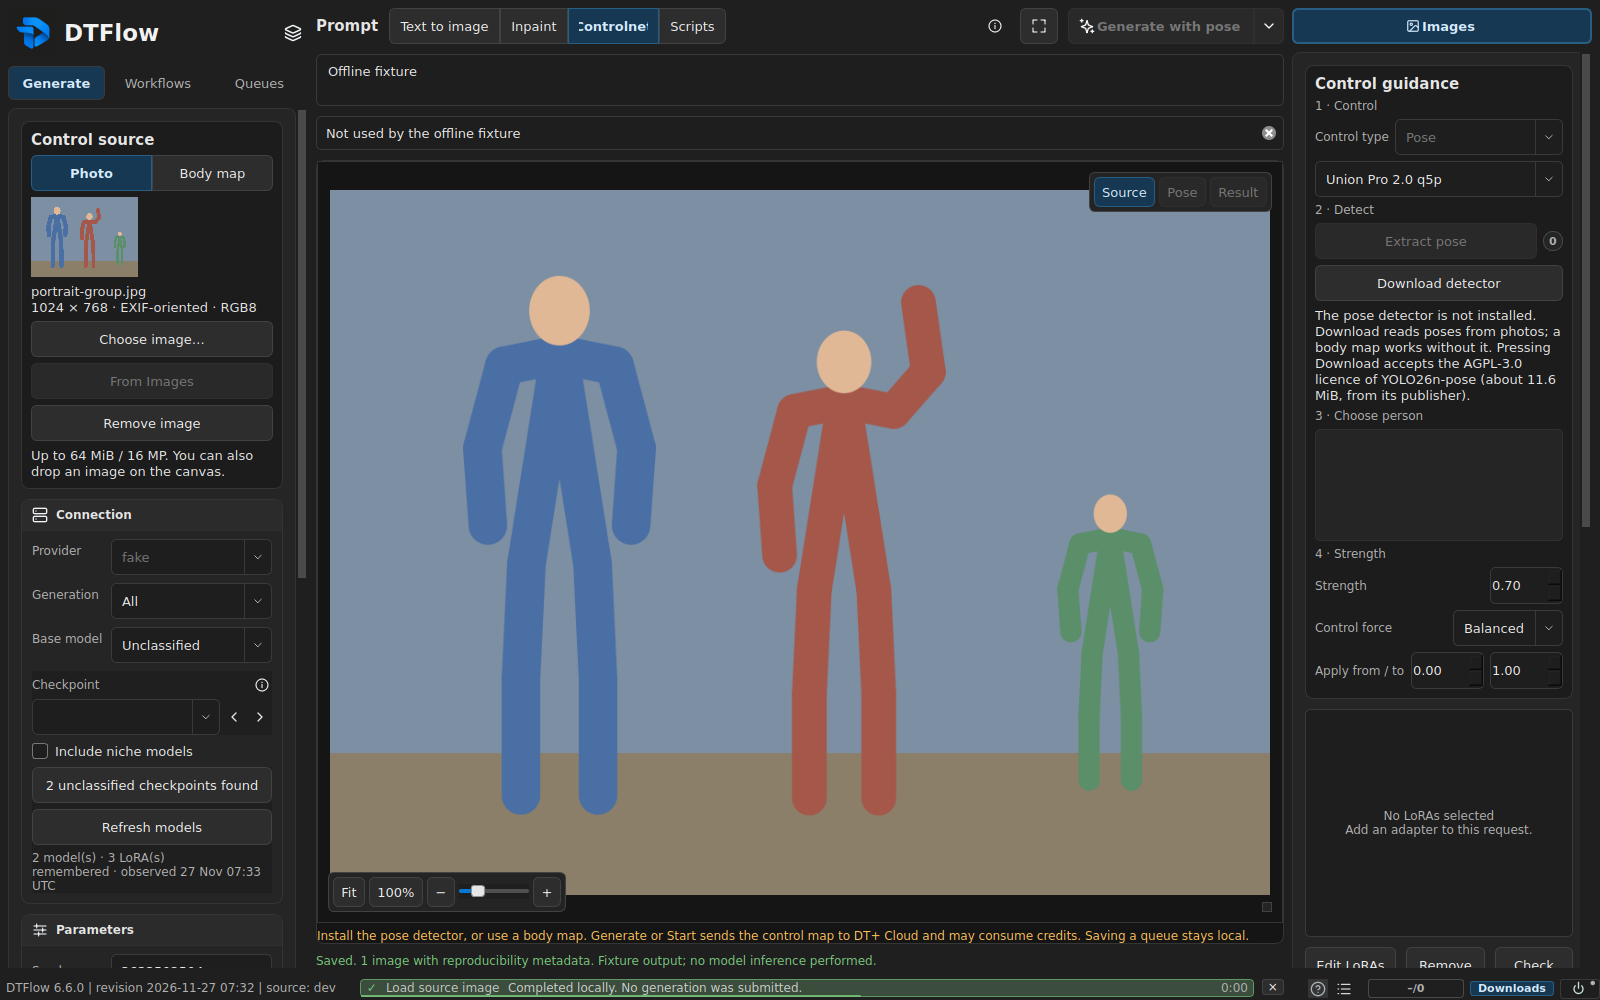 DTFlow
Generate
Workflows
Queues
Control source
Photo
Body map
portrait-group.jpg
1024 × 768 · EXIF-oriented · RGB8
Choose image...
From Images
Remove image
Up to 64 MiB / 16 MP. You can also
drop an image on the canvas.
Connection
Provider
fake
Generation
All
Base model
Unclassified
Checkpoint
Include niche models
2 unclassified checkpoints found
Refresh models
2 model(s) · 3 LoRA(s)
remembered · observed 27 Nov 07:33
UTC
Parameters
Prompt
Text to image
Inpaint
Controlnet
Scripts
Generate with pose
Offline fixture
Not used by the offline fixture
Source
Pose
Result
Fit
100%
−
+
Install the pose detector, or use a body map. Generate or Start sends the control map to DT+ Cloud and may consume credits. Saving a queue stays local.
Saved. 1 image with reproducibility metadata. Fixture output; no model inference performed.
Images
Control guidance
1 · Control
Control type
Pose
Union Pro 2.0 q5p
2 · Detect
Extract pose
0
Download detector
The pose detector is not installed.
Download reads poses from photos; a
body map works without it. Pressing
Download accepts the AGPL-3.0
licence of YOLO26n-pose (about 11.6
MiB, from its publisher).
3 · Choose person
4 · Strength
Strength
0.70
Control force
Balanced
Apply from / to
0.00
1.00
No LoRAs selected
Add an adapter to this request.
Edit LoRAs
Remove
Check
DTFlow 6.6.0 | revision 2026-11-27 07:32 | source: dev
✓ Load source image Completed locally. No generation was submitted.
0:00
–/0
Downloads